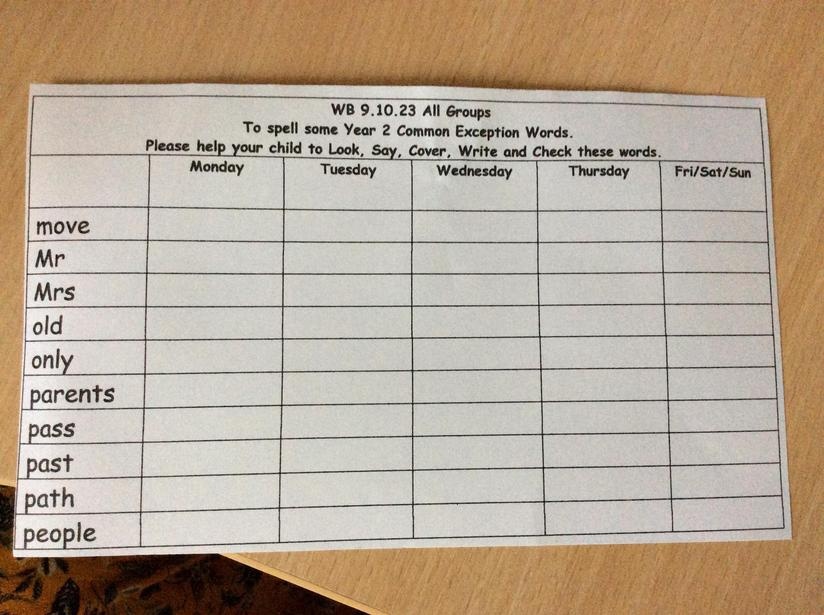 WB 9.10.23 All Groups
To spell some Year 2 Common Exception Words.
Please help your child to Look, Say, Cover, Write and Check these words.
Monday Tuesday Wednesday Thursday Fri/Sat/Sun
move
Mr
Mrs
old
only
parents
pass
past
path
people